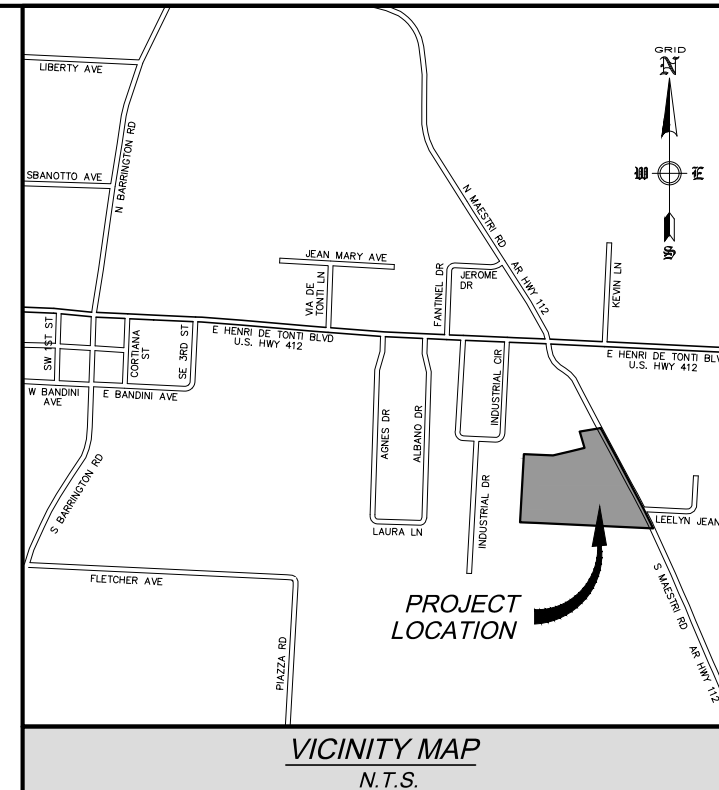 GRID
N
W
E
S
LIBERTY AVE
N BARRINGTON RD
SBANOTTO AVE
N MAESTRI RD
AR HWY 112
JEAN MARY AVE
VIA DE
TONTI LN
FANTINEL DR
JEROME
DR
KEVIN LN
SW 1ST ST
CORTIANA
ST
SE 3RD ST
E HENRI DE TONTI BLVD
U.S. HWY 412
E HENRI DE TONTI BLV
U.S. HWY 412
W BANDINI
AVE
E BANDINI AVE
AGNES DR
ALBANO DR
INDUSTRIAL CIR
INDUSTRIAL DR
LAURA LN
LEELYN JEAN
S BARRINGTON RD
FLETCHER AVE
PIAZZA RD
PROJECT
LOCATION
S MAESTRI RD
AR HWY 112
VICINITY MAP
N.T.S.